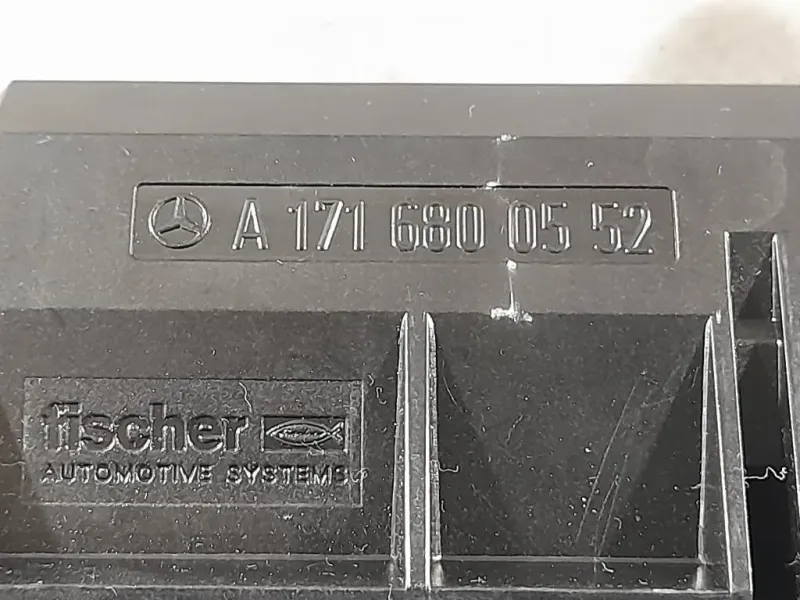 A 171 680 05 52
fischer
AUTOMOTIVE SYSTEMS